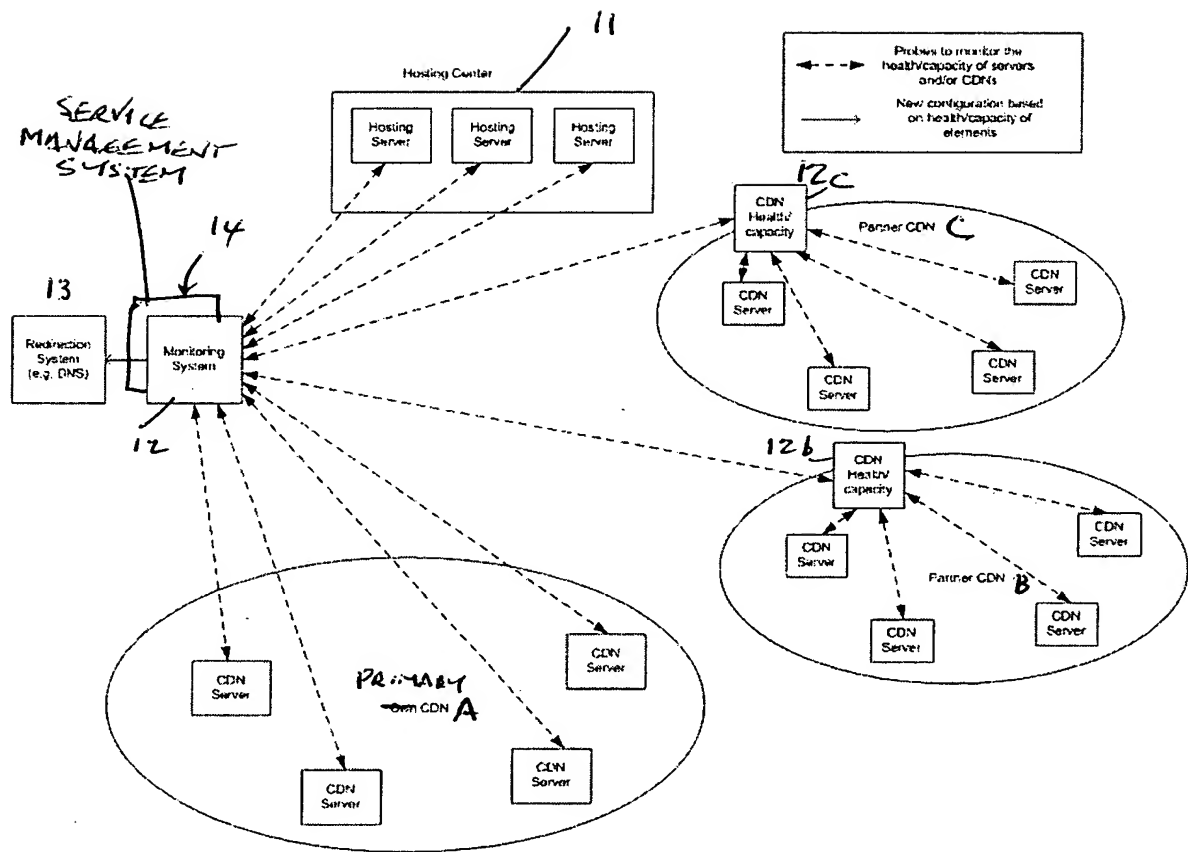 11
Hosting Center
Probes to monitor the
health/capacity of servers
and/or CDNs
New configuration based
on health/capacity of
elements
SERVICE
MANAGEMENT
SYSTEM
Hosting
Server
Hosting
Server
Hosting
Server
12c
CDN
Health/
capacity
Partner CDN C
CDN
Server
CDN
Server
CDN
Server
CDN
Server
14
13
Redirection
System
(e.g. DNS)
Monitoring
System
12
12b
CDN
Health/
capacity
CDN
Server
CDN
Server
Partner CDN B
CDN
Server
CDN
Server
CDN
Server
CDN
Server
PRIMARY
Own CDN A
CDN
Server
CDN
Server